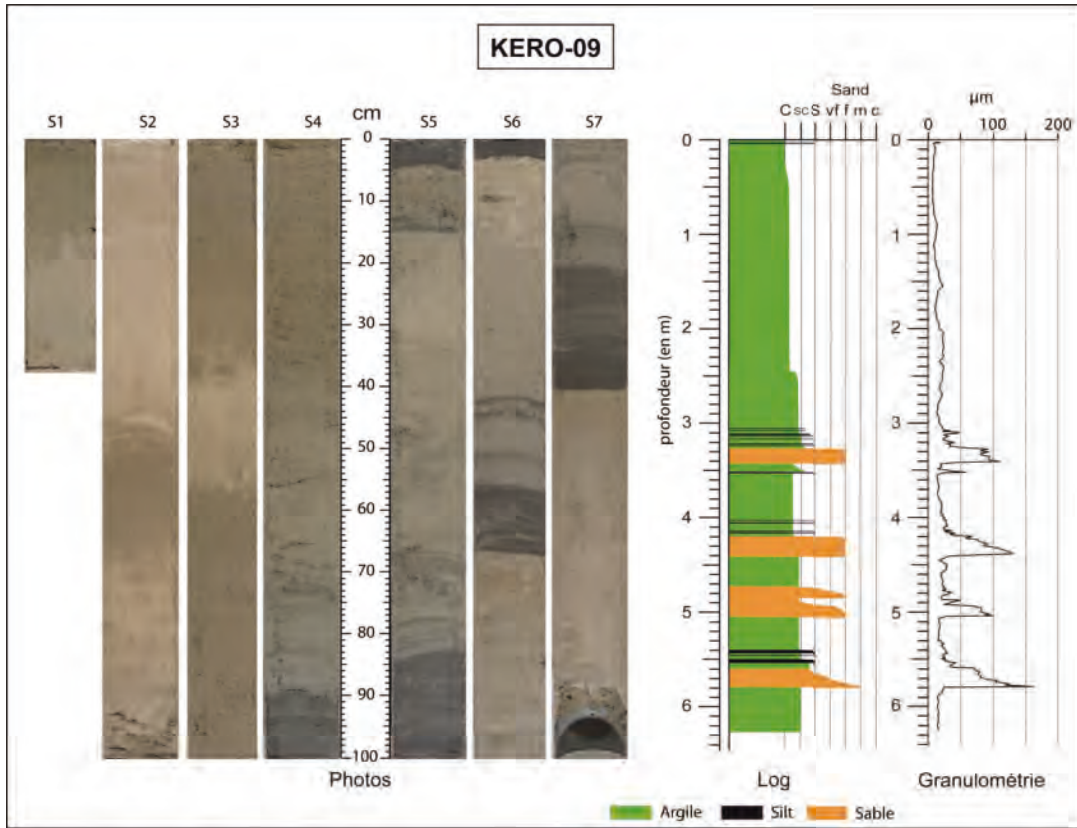 KERO-09
S1 S2 S3 S4 cm S5 S6 S7
0
10
20
30
40
50
60
70
80
90
100
Photos
Sand
C sc S vf f m c.
profondeur (en m)
0
1
2
3
4
5
6
Log
µm
0 100 200
0
1
2
3
4
5
6
Granulométrie
Argile Silt Sable